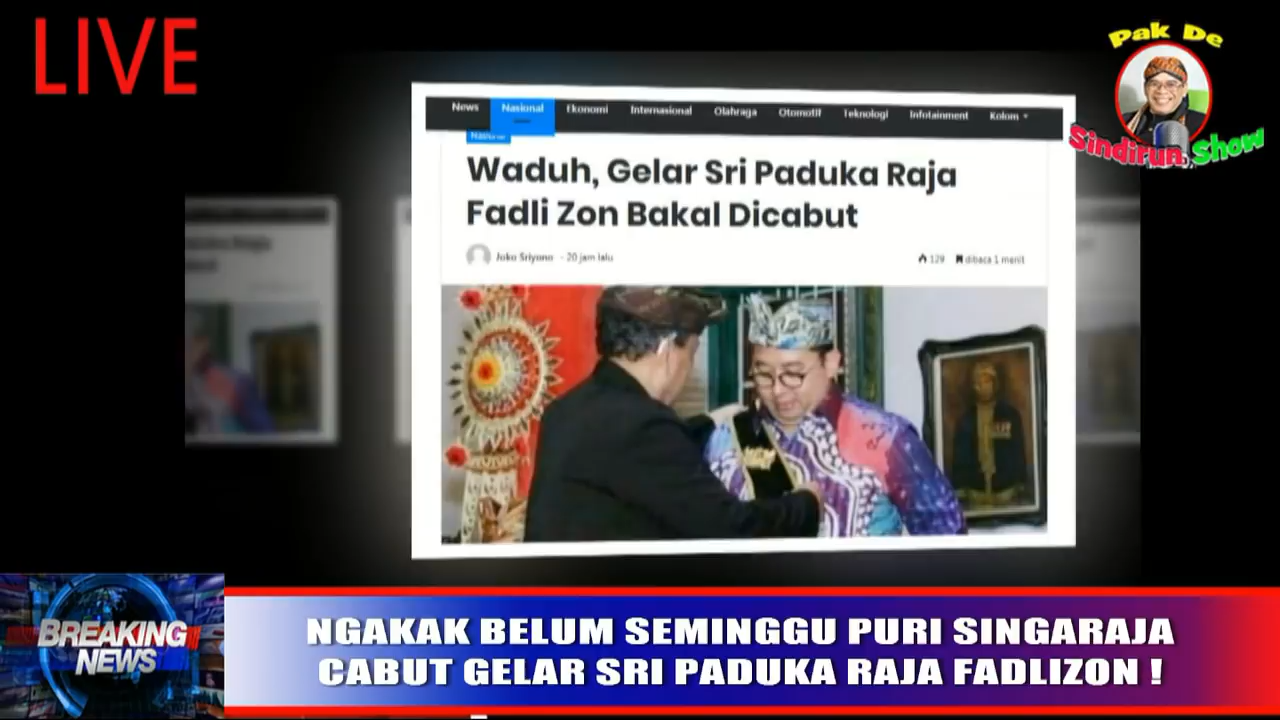 LIVE
Pak De
Sindirun Show
News Nasional Ekonomi Internasional Olahraga Otomotif Teknologi Infotainment Kolom
Nasional
Waduh, Gelar Sri Paduka Raja
Fadli Zon Bakal Dicabut
Joko Sriyono - 20 jam lalu 129 dibaca 1 menit
BREAKING
NEWS
NGAKAK BELUM SEMINGGU PURI SINGARAJA
CABUT GELAR SRI PADUKA RAJA FADLIZON !